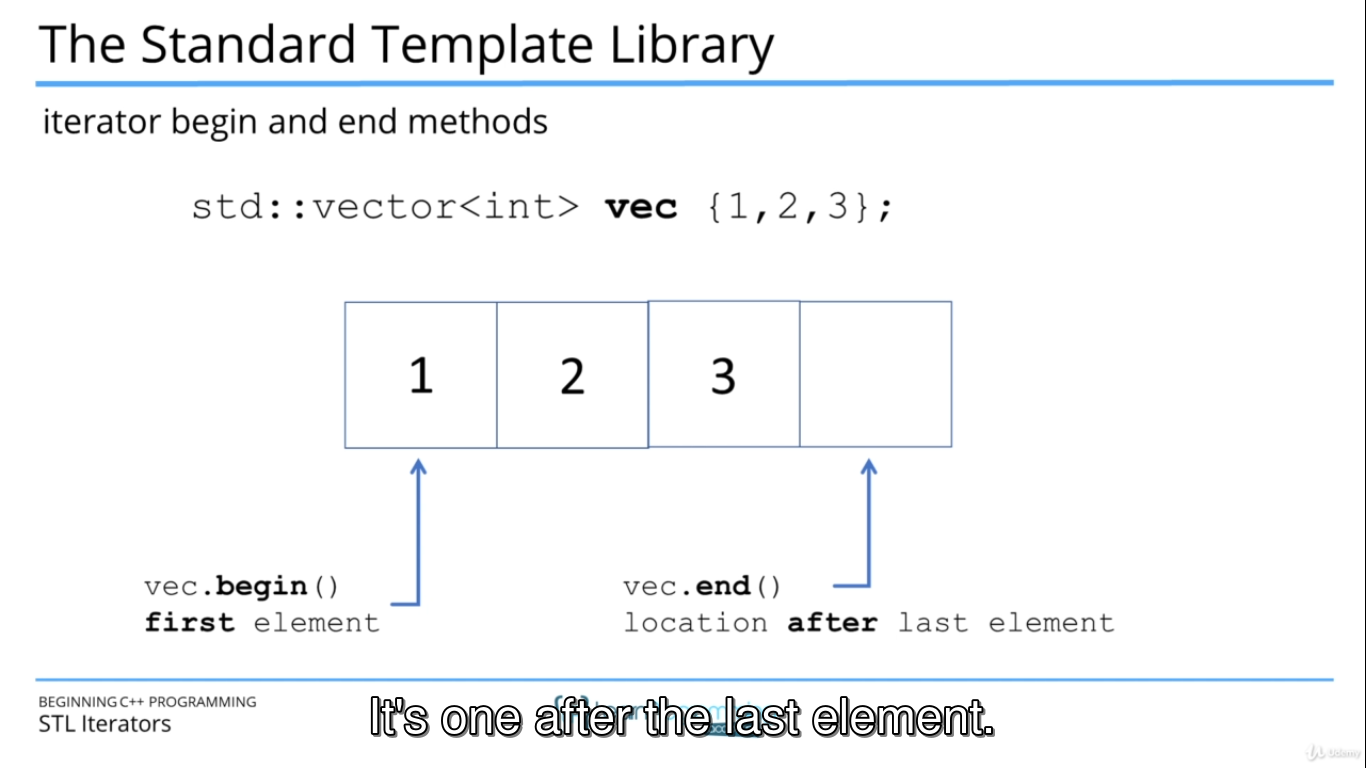 The Standard Template Library
iterator begin and end methods
std::vector<int> vec {1,2,3};
1 2 3
vec.begin()
first element
vec.end()
location after last element
BEGINNING C++ PROGRAMMING
STL Iterators
It's one after the last element.
Udemy